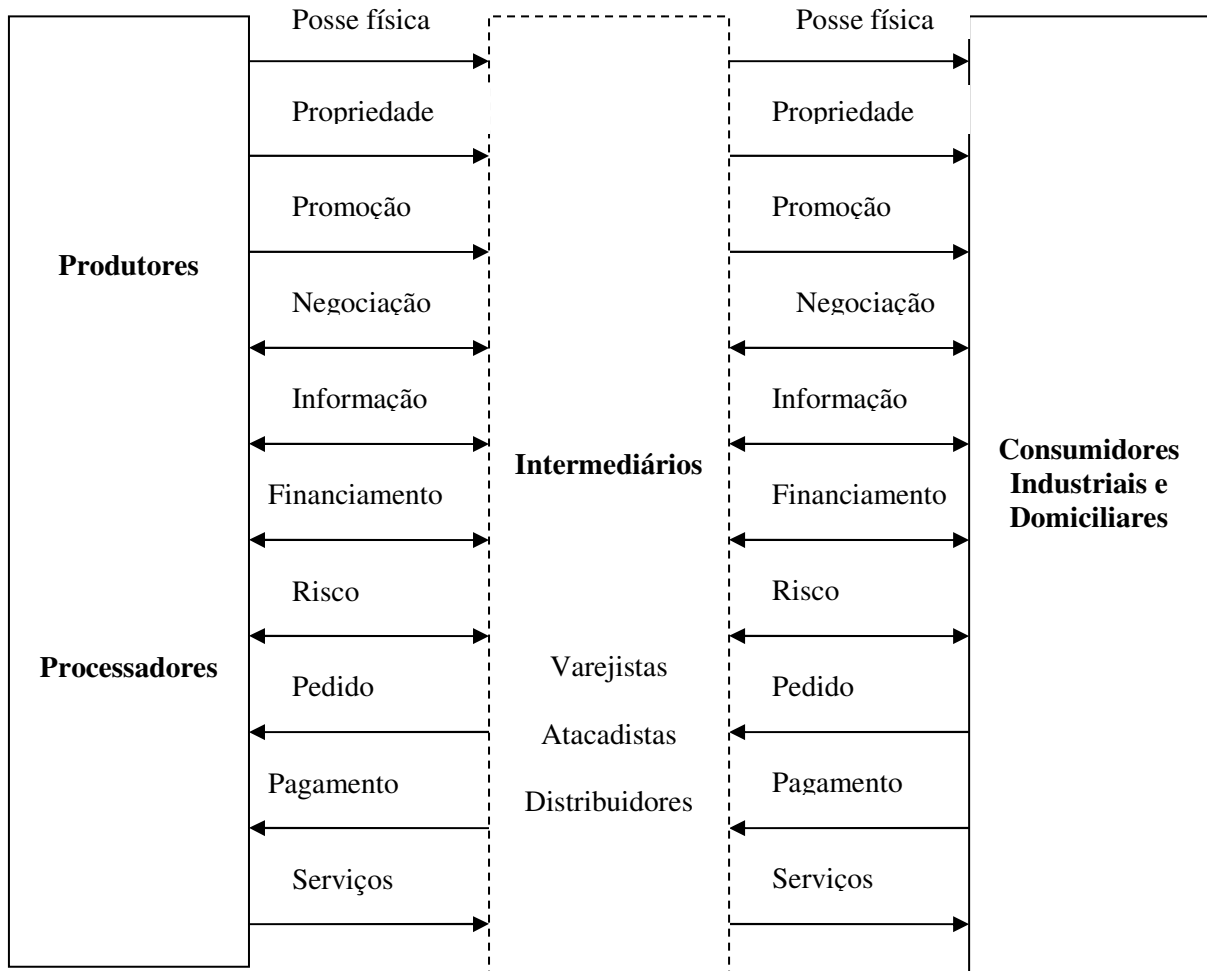 Posse física
Posse física
Propriedade
Propriedade
Promoção
Promoção
Produtores
Negociação
Negociação
Informação
Informação
Intermediários
Consumidores
Industriais e
Domiciliares
Financiamento
Financiamento
Risco
Risco
Processadores
Varejistas
Pedido
Pedido
Atacadistas
Pagamento
Pagamento
Distribuidores
Serviços
Serviços